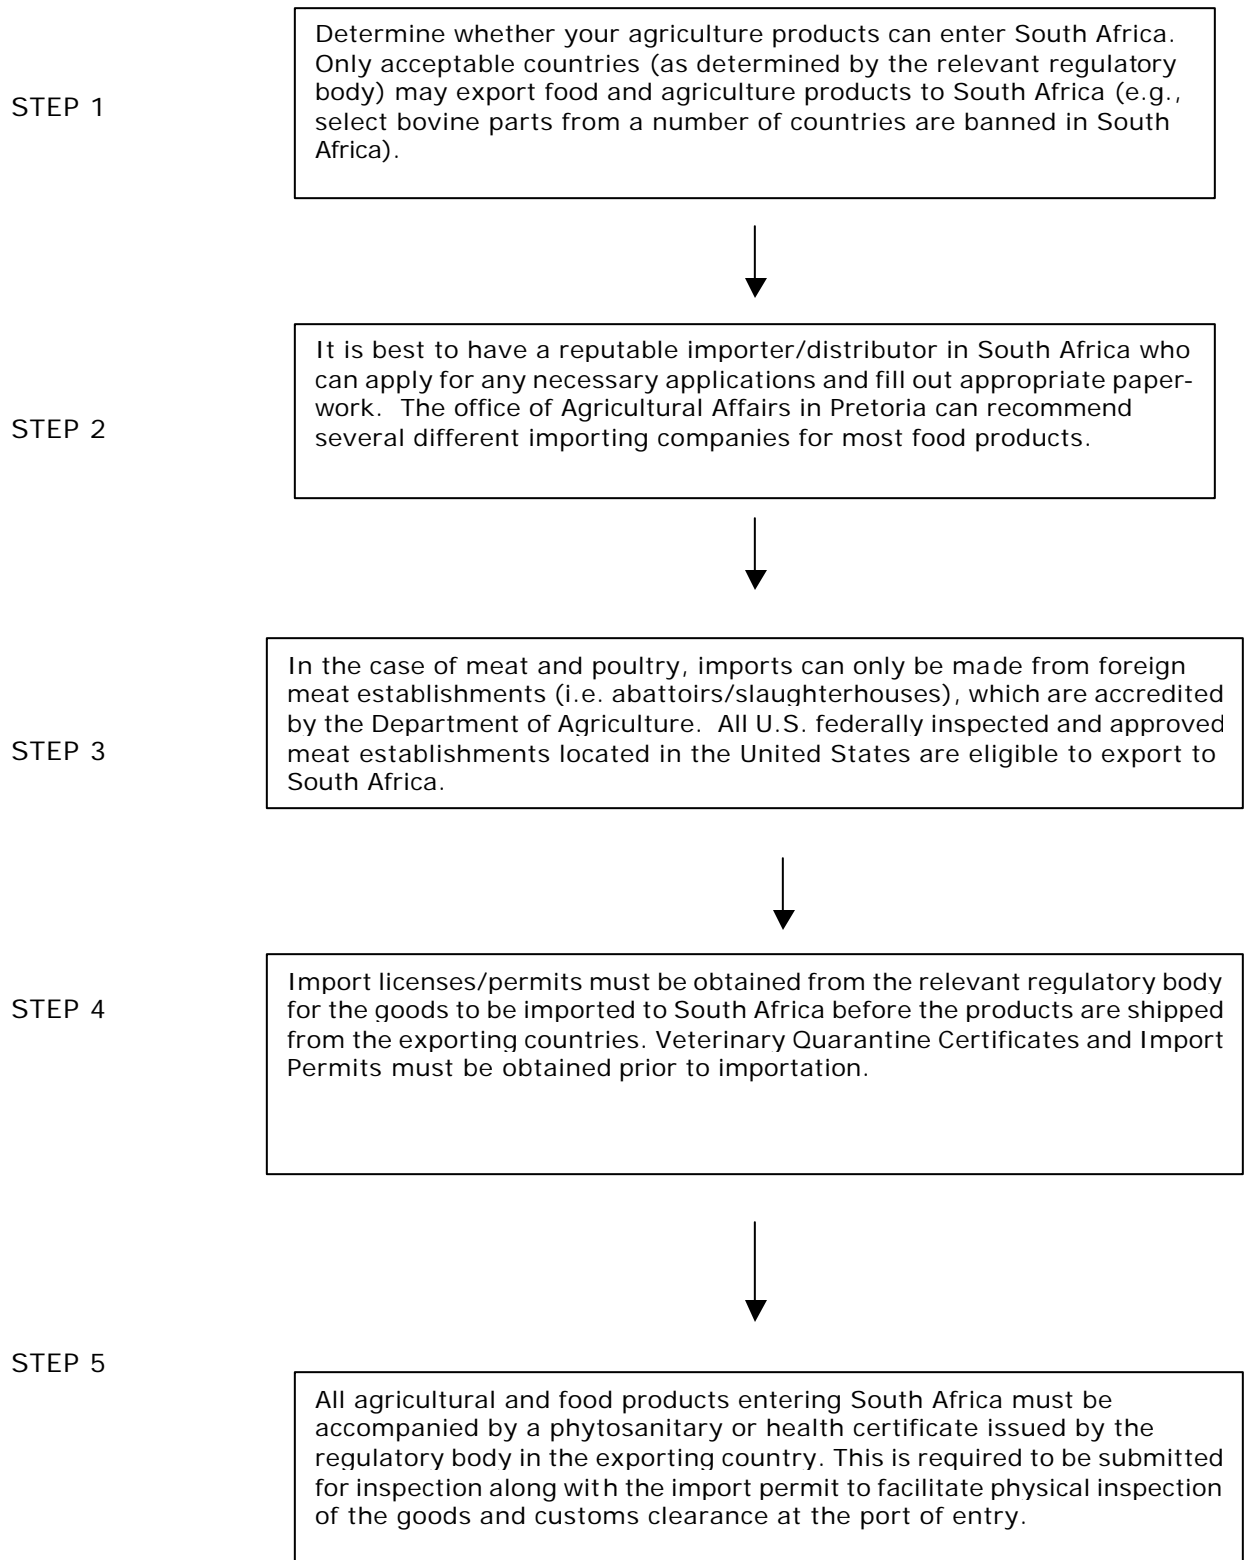 STEP 1
Determine whether your agriculture products can enter South Africa.
Only acceptable countries (as determined by the relevant regulatory
body) may export food and agriculture products to South Africa (e.g.,
select bovine parts from a number of countries are banned in South
Africa).
STEP 2
It is best to have a reputable importer/distributor in South Africa who
can apply for any necessary applications and fill out appropriate paper-
work.  The office of Agricultural Affairs in Pretoria can recommend
several different importing companies for most food products.
STEP 3
In the case of meat and poultry, imports can only be made from foreign
meat establishments (i.e. abattoirs/slaughterhouses), which are accredited
by the Department of Agriculture.  All U.S. federally inspected and approved
meat establishments located in the United States are eligible to export to
South Africa.
STEP 4
Import licenses/permits must be obtained from the relevant regulatory body
for the goods to be imported to South Africa before the products are shipped
from the exporting countries. Veterinary Quarantine Certificates and Import
Permits must be obtained prior to importation.
STEP 5
All agricultural and food products entering South Africa must be
accompanied by a phytosanitary or health certificate issued by the
regulatory body in the exporting country. This is required to be submitted
for inspection along with the import permit to facilitate physical inspection
of the goods and customs clearance at the port of entry.